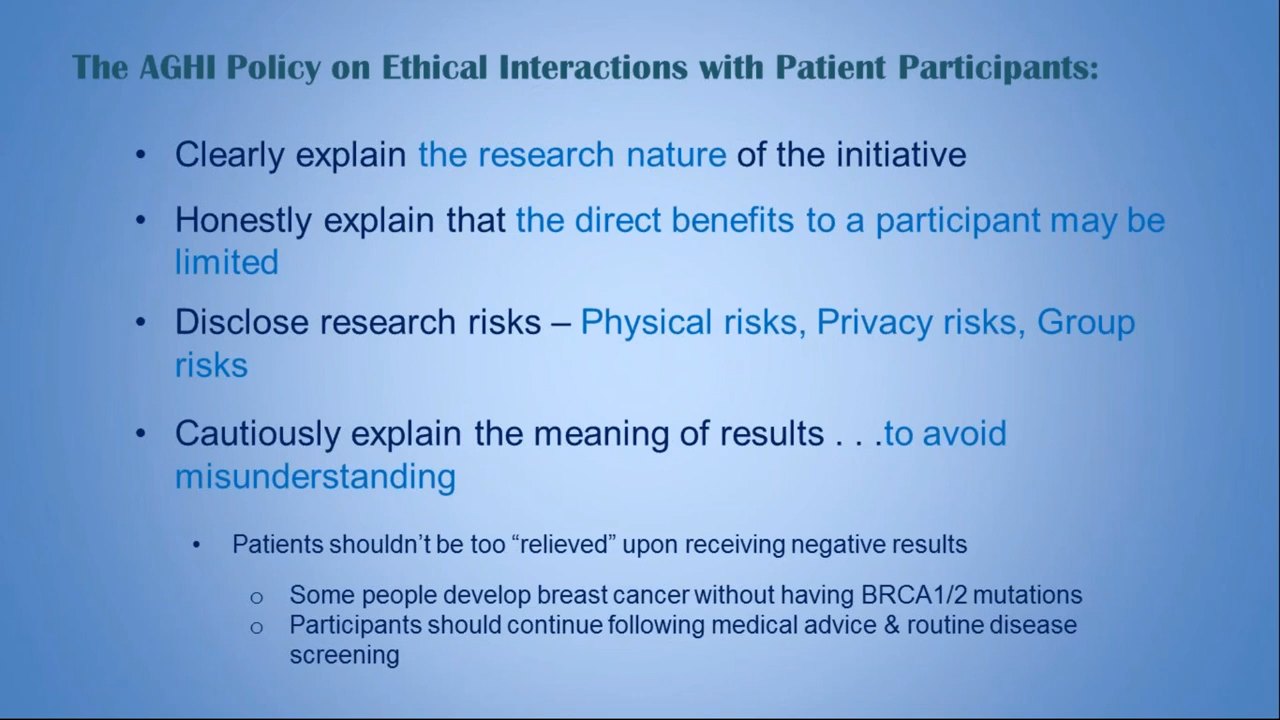 The AGHI Policy on Ethical Interactions with Patient Participants:
• Clearly explain the research nature of the initiative
• Honestly explain that the direct benefits to a participant may be
limited
• Disclose research risks – Physical risks, Privacy risks, Group
risks
• Cautiously explain the meaning of results . . .to avoid
misunderstanding
• Patients shouldn’t be too “relieved” upon receiving negative results
o Some people develop breast cancer without having BRCA1/2 mutations
o Participants should continue following medical advice & routine disease
screening